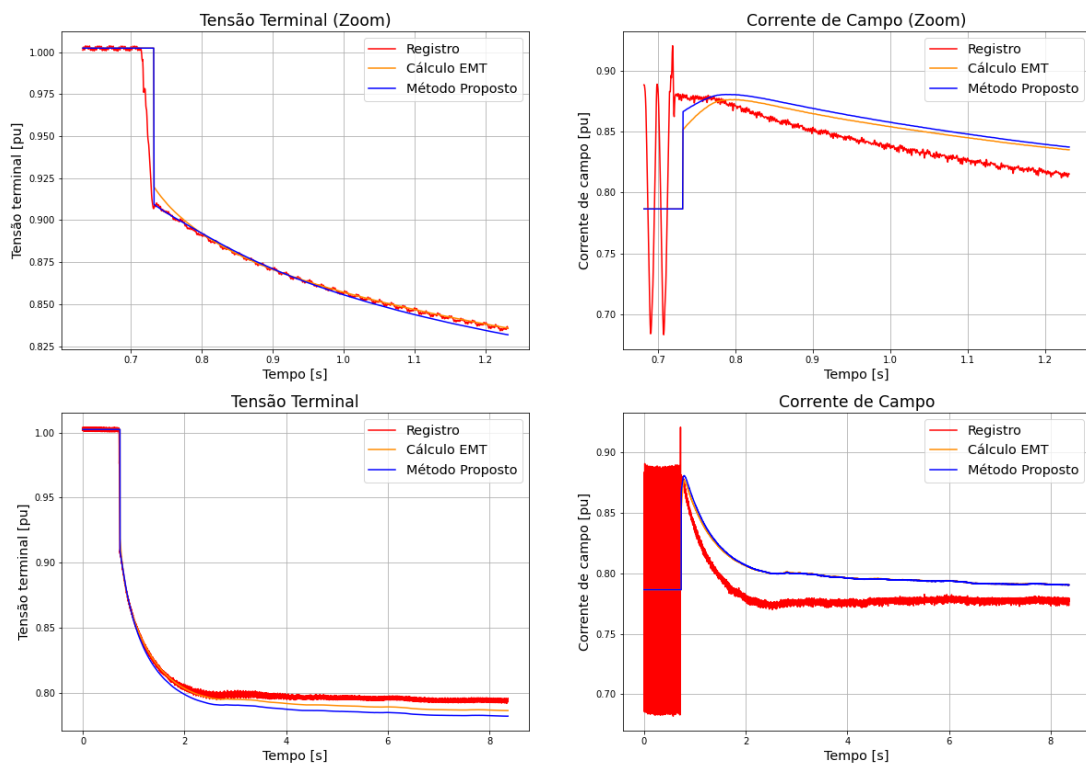 Tensão Terminal (Zoom)
Tensão terminal [pu]
1.000
0.975
0.950
0.925
0.900
0.875
0.850
0.825
Registro
Cálculo EMT
Método Proposto
0.7 0.8 0.9 1.0 1.1 1.2
Tempo [s]
Corrente de Campo (Zoom)
Corrente de campo [pu]
0.90
0.85
0.80
0.75
0.70
Registro
Cálculo EMT
Método Proposto
0.7 0.8 0.9 1.0 1.1 1.2
Tempo [s]
Tensão Terminal
Tensão terminal [pu]
1.00
0.95
0.90
0.85
0.80
Registro
Cálculo EMT
Método Proposto
0 2 4 6 8
Tempo [s]
Corrente de Campo
Corrente de campo [pu]
0.90
0.85
0.80
0.75
0.70
Registro
Cálculo EMT
Método Proposto
0 2 4 6 8
Tempo [s]